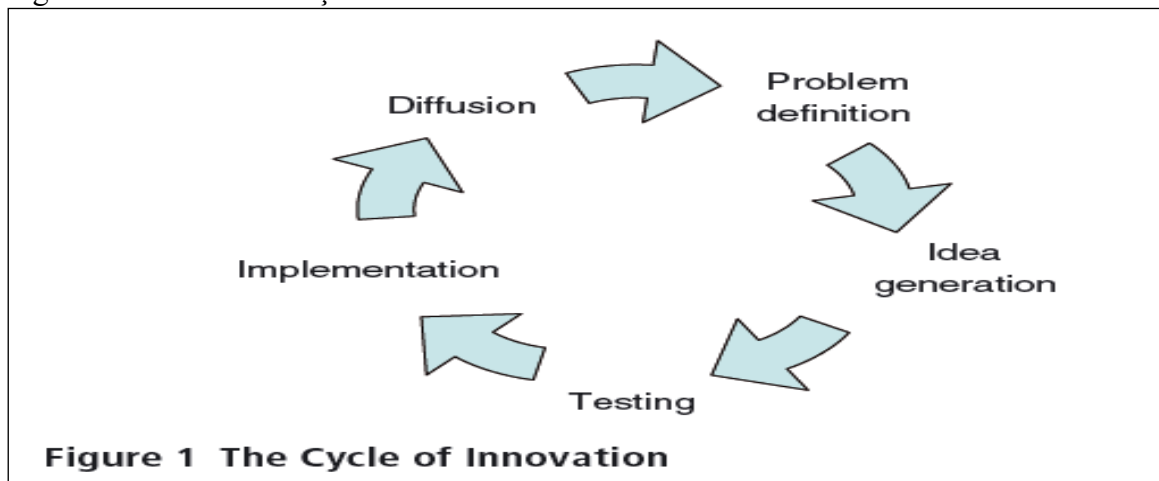 Problem
definition
Diffusion
Idea
generation
Implementation
Testing
Figure 1 The Cycle of Innovation